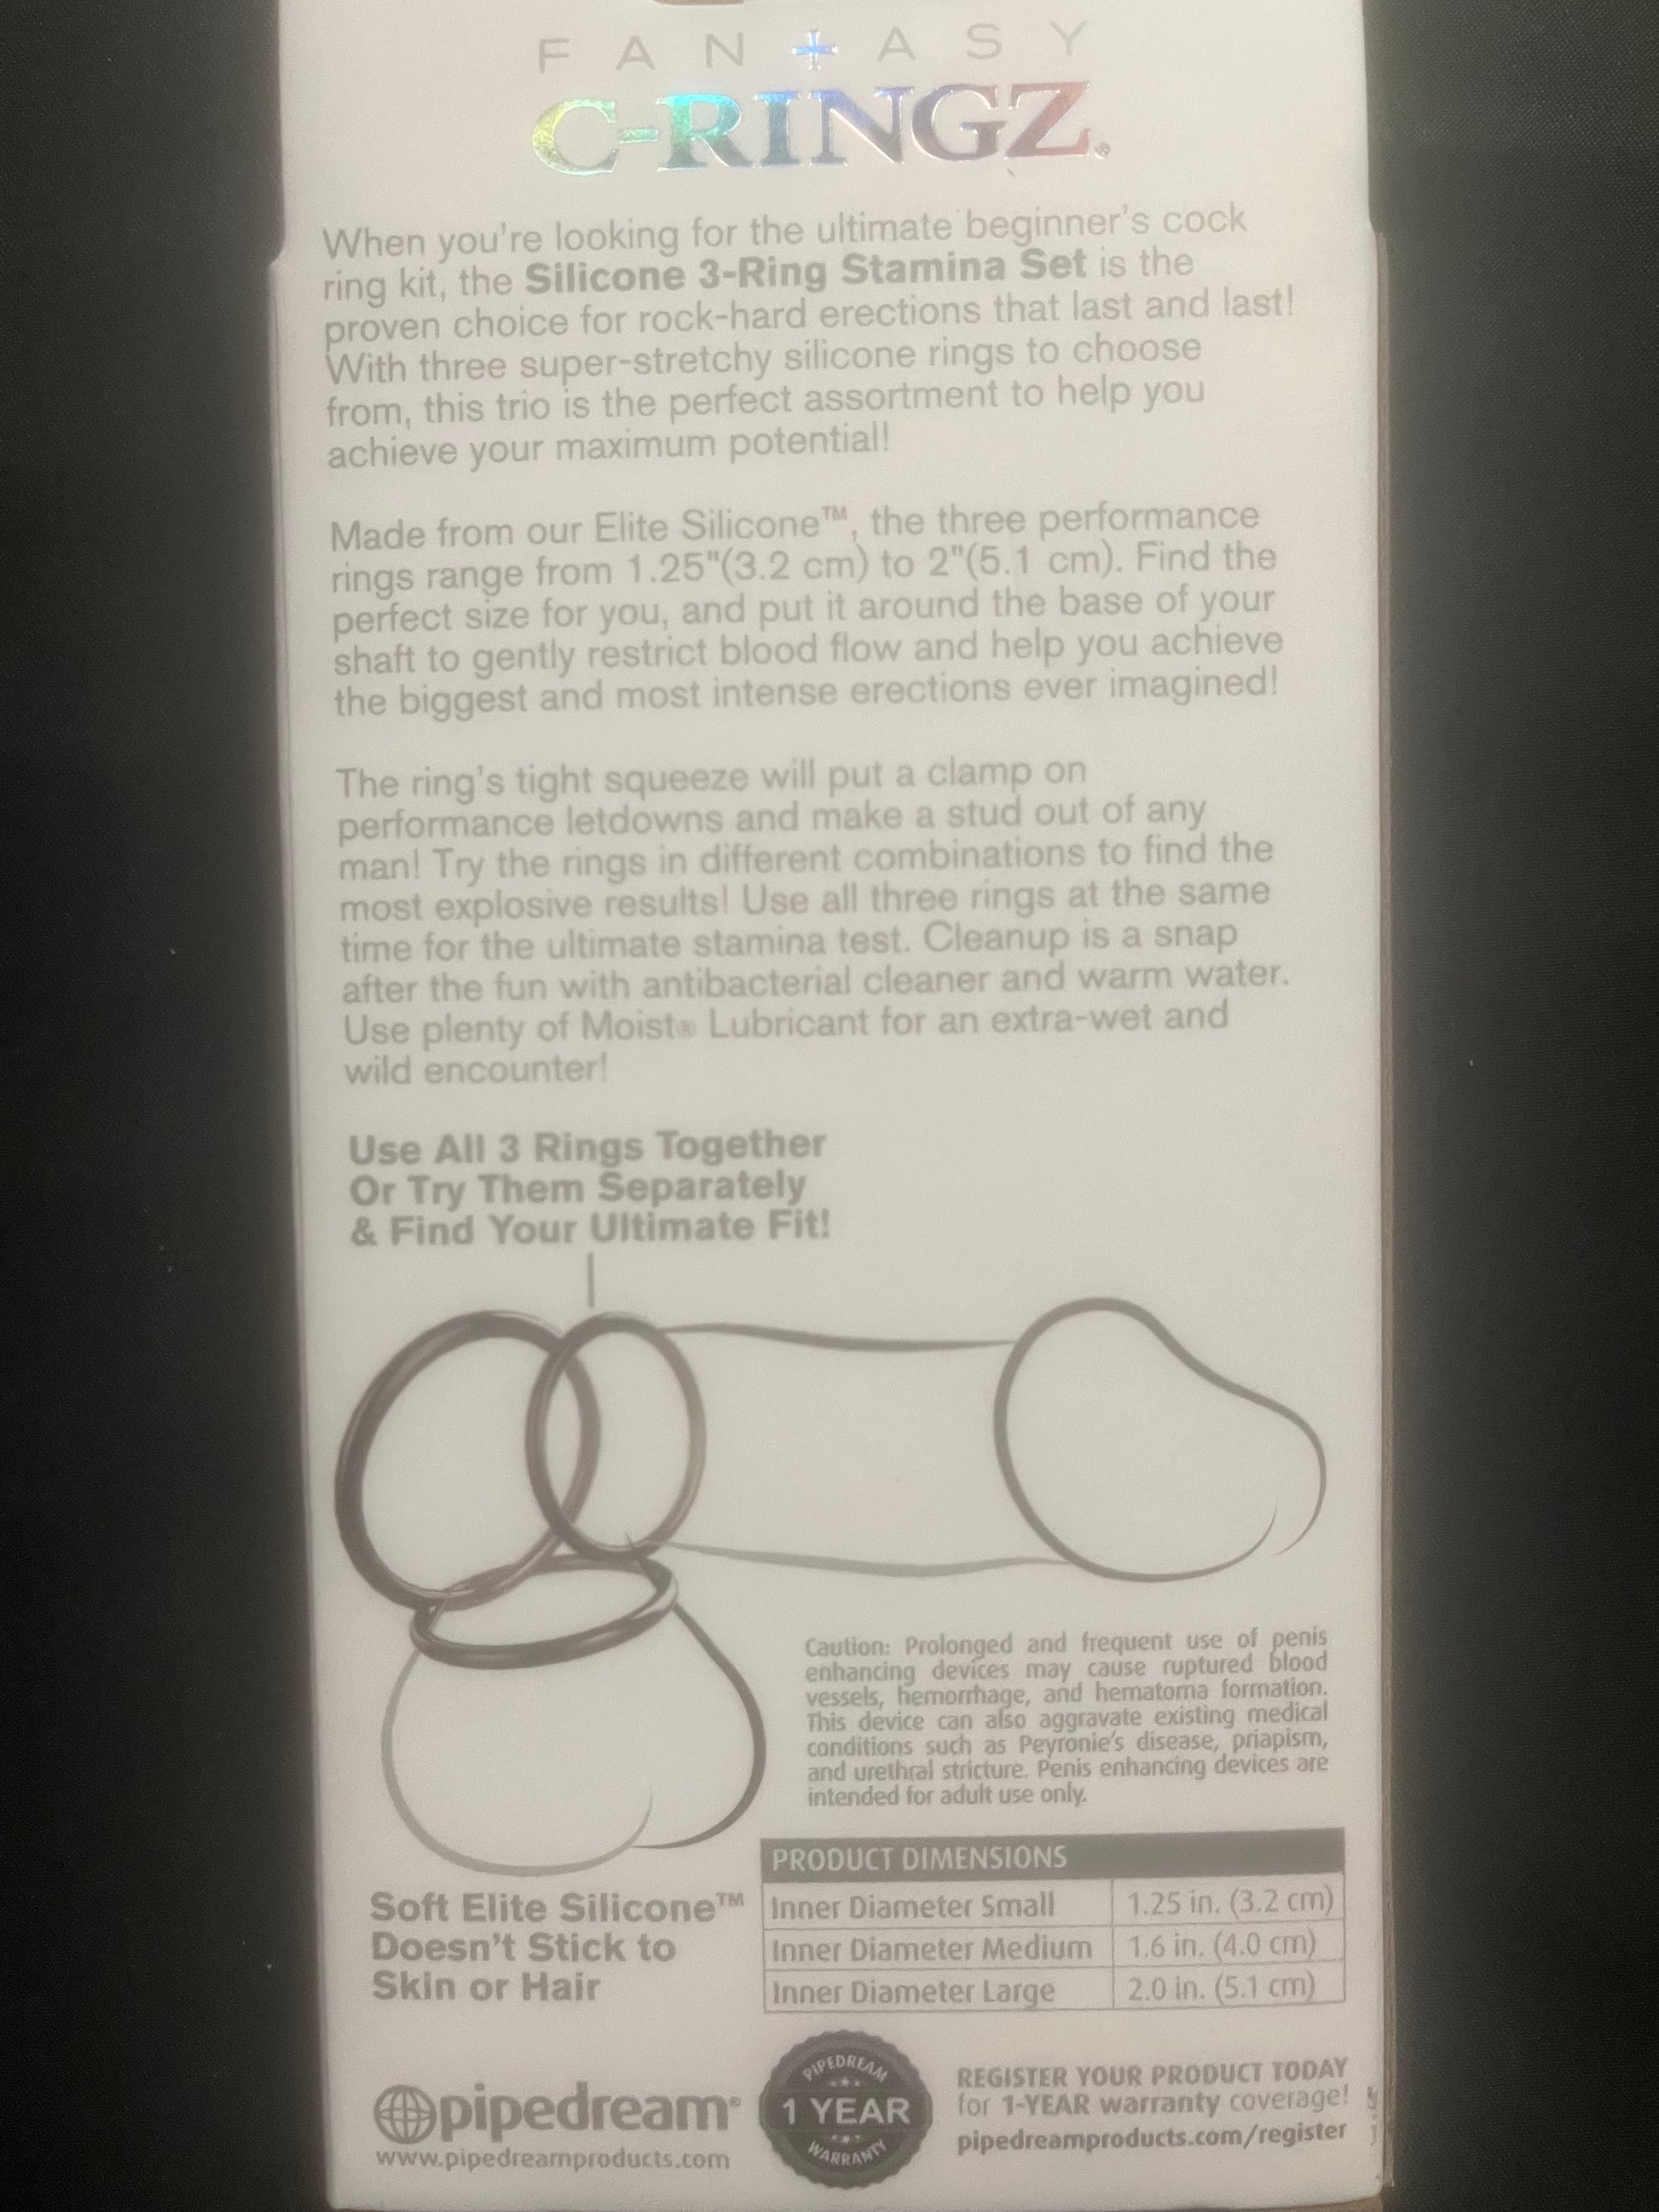 FANTASY
C-RINGZ®
When you're looking for the ultimate beginner's cock
ring kit, the Silicone 3-Ring Stamina Set is the
proven choice for rock-hard erections that last and last!
With three super-stretchy silicone rings to choose
from, this trio is the perfect assortment to help you
achieve your maximum potential!
Made from our Elite Silicone™, the three performance
rings range from 1.25"(3.2 cm) to 2"(5.1 cm). Find the
perfect size for you, and put it around the base of your
shaft to gently restrict blood flow and help you achieve
the biggest and most intense erections ever imagined!
The ring's tight squeeze will put a clamp on
performance letdowns and make a stud out of any
man! Try the rings in different combinations to find the
most explosive results! Use all three rings at the same
time for the ultimate stamina test. Cleanup is a snap
after the fun with antibacterial cleaner and warm water.
Use plenty of Moist® Lubricant for an extra-wet and
wild encounter!
Use All 3 Rings Together
Or Try Them Separately
& Find Your Ultimate Fit!
Caution: Prolonged and frequent use of penis
enhancing devices may cause ruptured blood
vessels, hemorrhage, and hematoma formation.
This device can also aggravate existing medical
conditions such as Peyronie's disease, priapism,
and urethral stricture. Penis enhancing devices are
intended for adult use only.
Soft Elite Silicone™
Doesn't Stick to
Skin or Hair
PRODUCT DIMENSIONS
Inner Diameter Small 1.25 in. (3.2 cm)
Inner Diameter Medium 1.6 in. (4.0 cm)
Inner Diameter Large 2.0 in. (5.1 cm)
pipedream®
www.pipedreamproducts.com
PIPEDREAM
1 YEAR
WARRANTY
REGISTER YOUR PRODUCT TODAY
for 1-YEAR warranty coverage!
pipedreamproducts.com/register